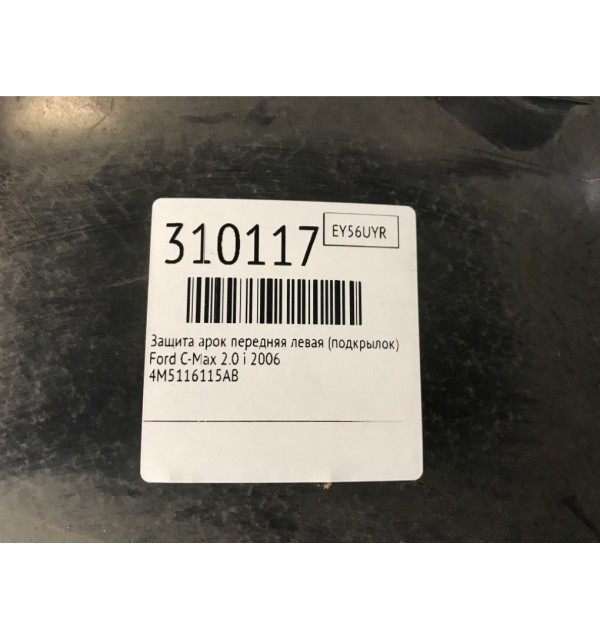 310117
EY56UYR
Защита арок передняя левая (подкрылок)
Ford C-Max 2.0 i 2006
4M5116115AB